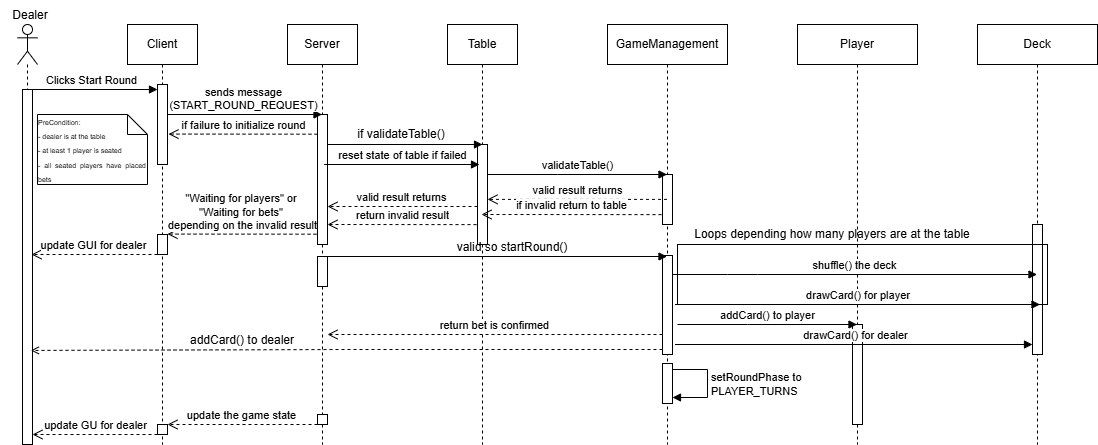 Dealer
Client
Server
Table
GameManagement
Player
Deck
Clicks Start Round
sends message
(START_ROUND_REQUEST)
PreCondition:
- dealer is at the table
- at least 1 player is seated
- all seated players have placed
bets
if failure to initialize round
if validateTable()
reset state of table if failed
validateTable()
valid result returns
valid result returns
if invalid return to table
return invalid result
"Waiting for players" or
"Waiting for bets"
depending on the invalid result
update GUI for dealer
Loops depending how many players are at the table
valid so startRound()
shuffle() the deck
drawCard() for player
addCard() to player
return bet is confirmed
drawCard() for dealer
addCard() to dealer
setRoundPhase to
PLAYER_TURNS
update the game state
update GU for dealer